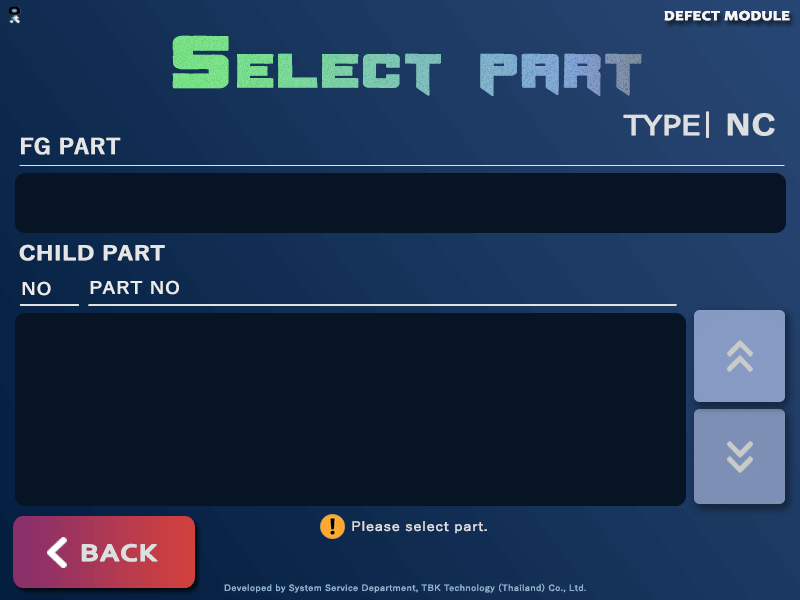 DEFECT MODULE
SELECT PART
TYPE| NC
FG PART
CHILD PART
NO PART NO
Please select part.
BACK
Developed by System Service Department, TBK Technology (Thailand) Co., Ltd.